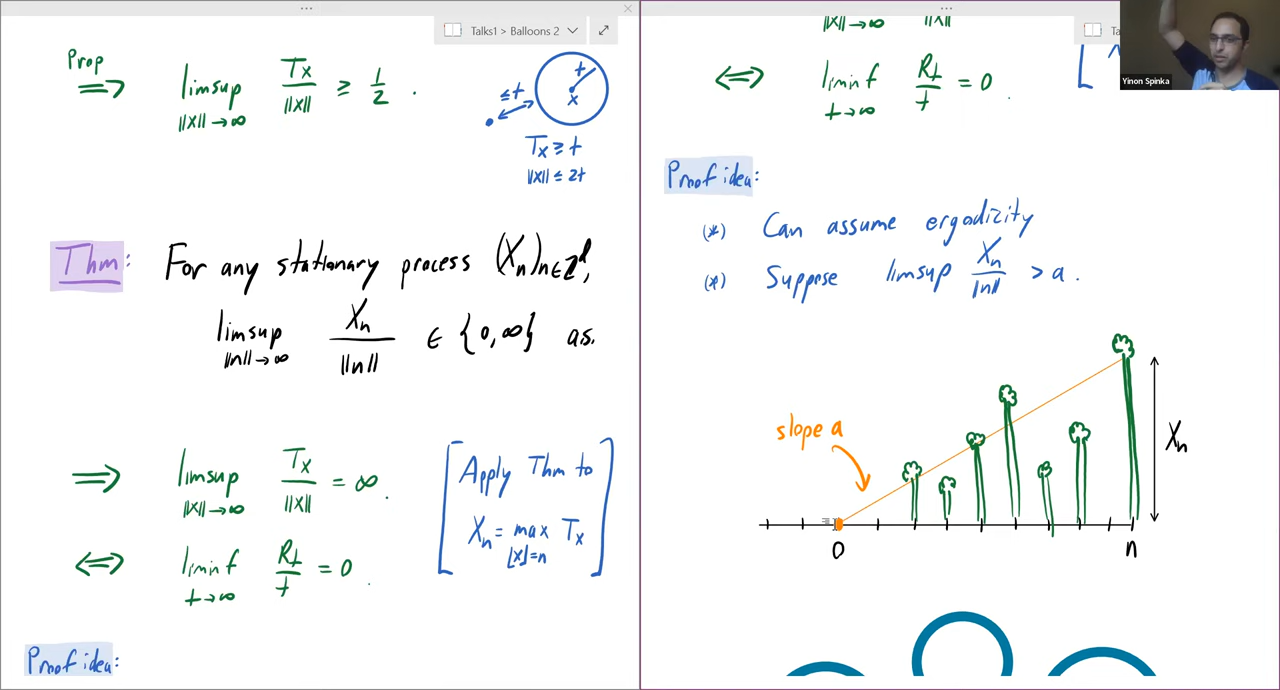 Talks1 > Balloons 2
Prop
⟹ limsup_{‖x‖→∞} T_x/‖x‖ ≥ 1/2 .
t
x
≤t
T_x ≥ t
‖x‖ ≤ 2t
Thm: For any stationary process (X_n)_{n∈Z^d},
limsup_{‖n‖→∞} X_n/‖n‖ ∈ {0,∞} a.s.
⟹ limsup_{‖x‖→∞} T_x/‖x‖ = ∞ .
⟺ liminf_{t→∞} R_t/t = 0 .
[ Apply Thm to
X_n = max_{⌊x⌋=n} T_x ]
Proof idea:
‖x‖→∞ ‖x‖
Ta
Yinon Spinka
⟺ liminf_{t→∞} R_t/t = 0 .
Proof idea:
(*) Can assume ergodicity
(*) Suppose limsup X_n/‖n‖ > a .
slope a
X_n
0
n